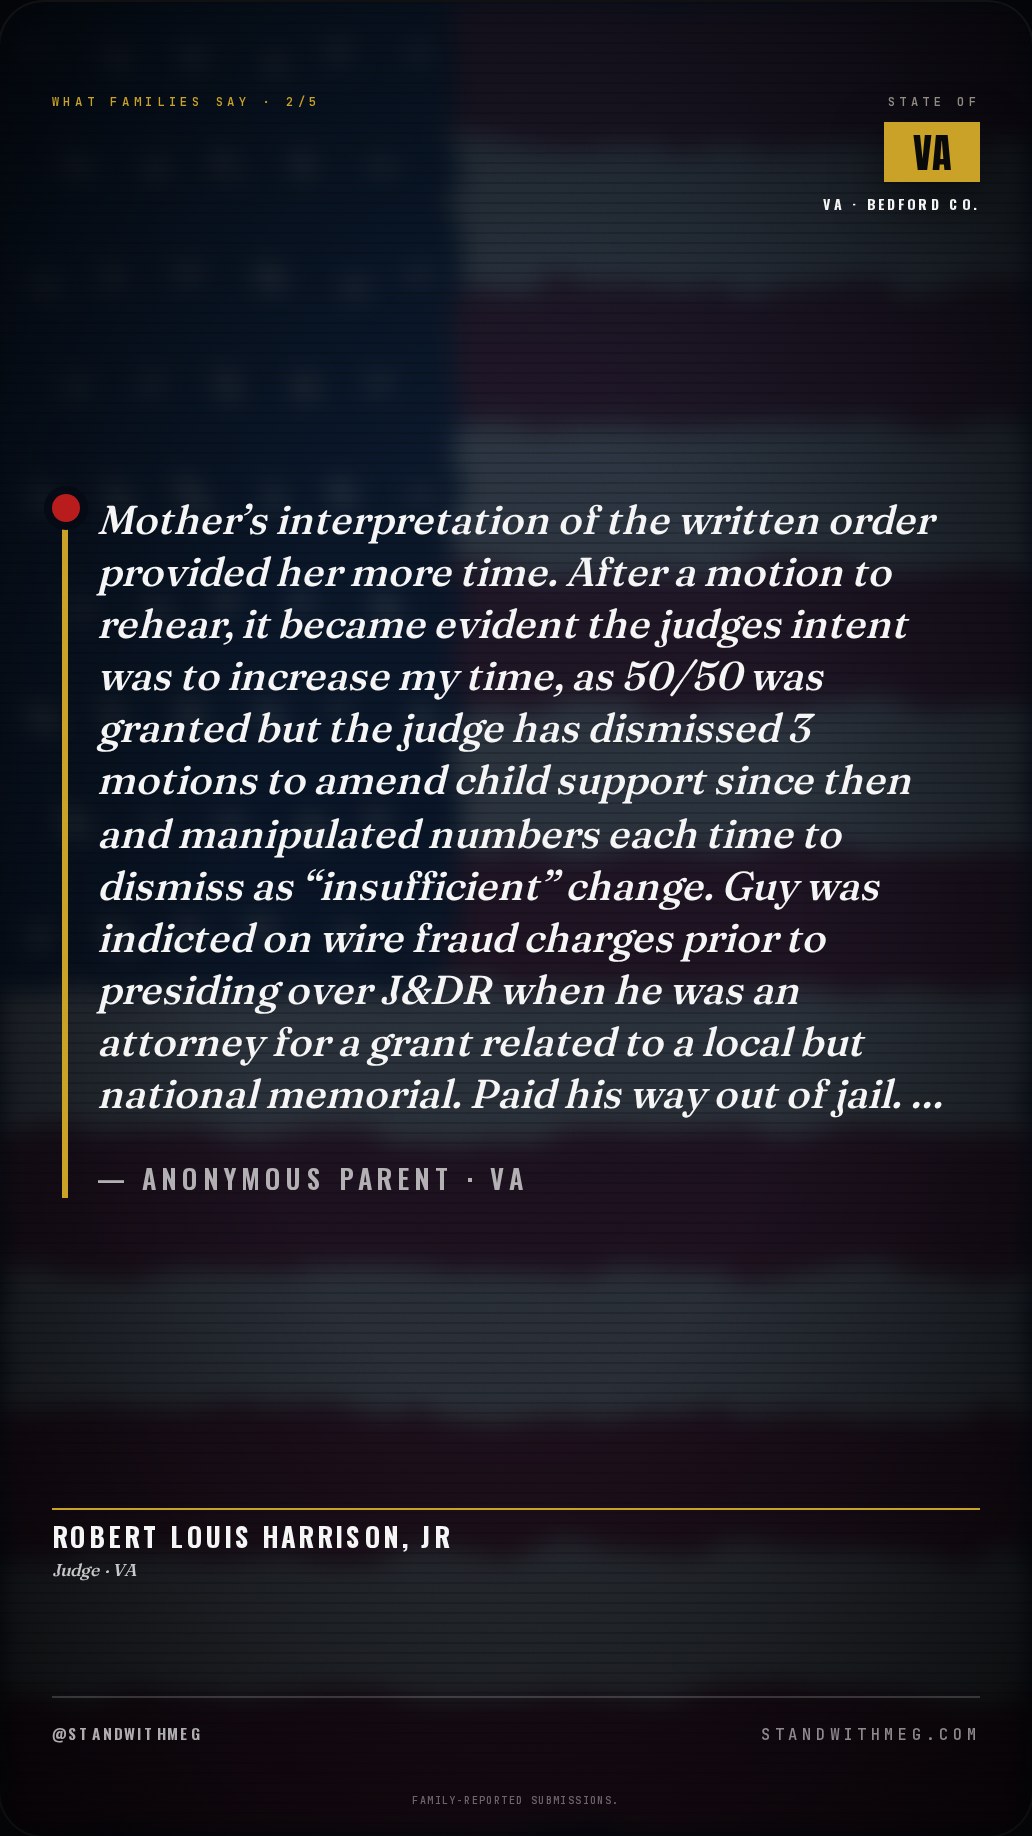 WHAT FAMILIES SAY · 2/5
STATE OF
VA
VA · BEDFORD CO.
Mother’s interpretation of the written order
provided her more time. After a motion to
rehear, it became evident the judges intent
was to increase my time, as 50/50 was
granted but the judge has dismissed 3
motions to amend child support since then
and manipulated numbers each time to
dismiss as “insufficient” change. Guy was
indicted on wire fraud charges prior to
presiding over J&DR when he was an
attorney for a grant related to a local but
national memorial. Paid his way out of jail. ...
— ANONYMOUS PARENT · VA
ROBERT LOUIS HARRISON, JR
Judge · VA
@STANDWITHMEG
STANDWITHMEG.COM
FAMILY-REPORTED SUBMISSIONS.